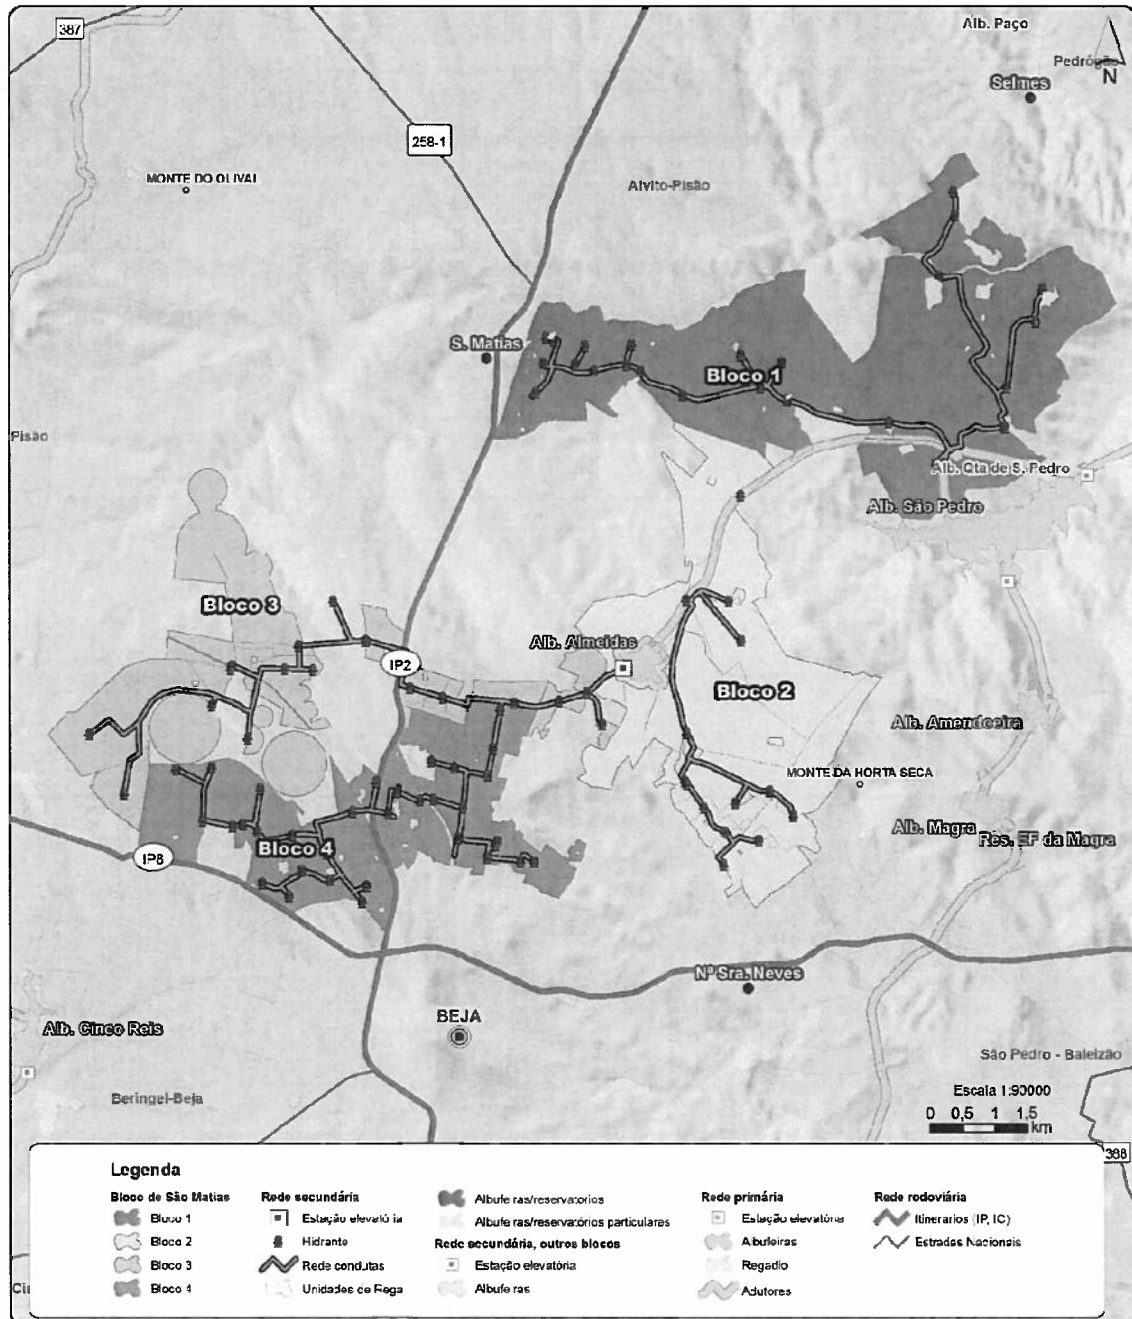 387
Alb. Paço
Pedrógão
N
Selmes
258-1
MONTE DO OLIVAL
Alvito-Pisão
S. Matias
Bloco 1
Pisão
Alb. Qta de S. Pedro
Alb. São Pedro
Bloco 3
Alb. Almeidas
IP2
Bloco 2
Alb. Amendoeira
MONTE DA HORTA SECA
Alb. Magra
Res. EF da Magra
Bloco 4
IP8
Nª Sra. Neves
Alb. Cinco Reis
BEJA
São Pedro - Baleizão
Beringel-Beja
Escala 1:90000
0 0,5 1 1,5
km
388
Legenda
Bloco de São Matias
Bloco 1
Bloco 2
Bloco 3
Bloco 4
Rede secundária
Estação elevatória
Hidrante
Rede condutas
Unidades de Rega
Albufeiras/reservatorios
Albufeiras/reservatórios particulares
Rede secundária, outros blocos
Estação elevatória
Albufeiras
Rede primária
Estação elevatória
Albufeiras
Regadio
Adutores
Rede rodoviária
Itinerarios (IP, IC)
Estradas Nacionais